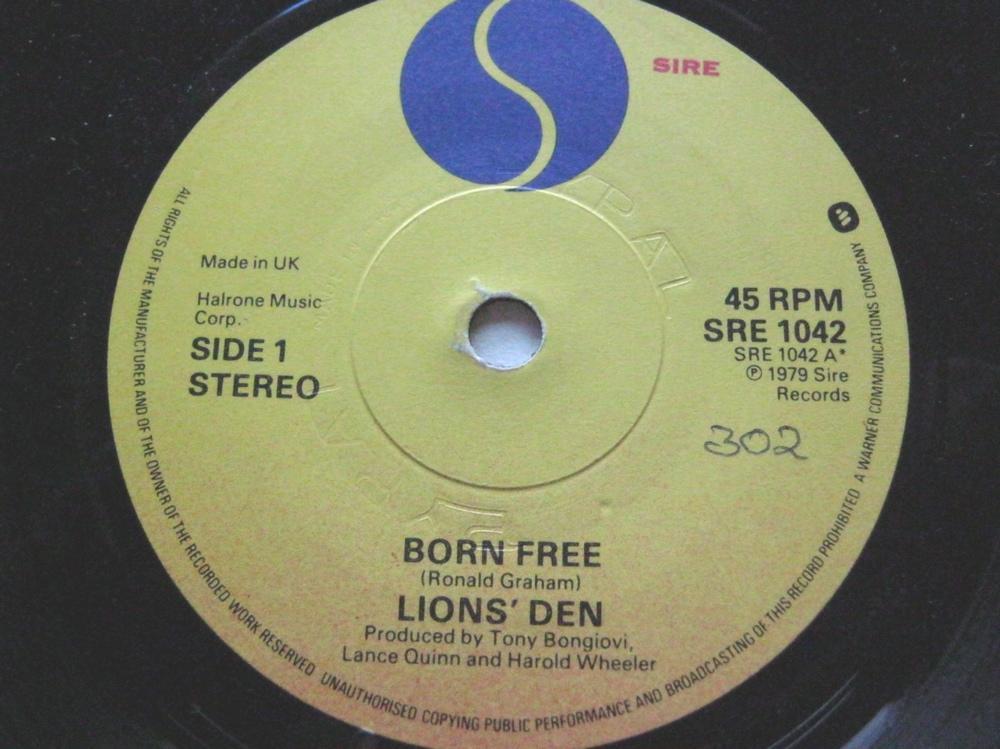 SIRE
Made in UK
Halrone Music
Corp.
SIDE 1
STEREO
45 RPM
SRE 1042
SRE 1042 A*
℗ 1979 Sire
Records
302
BORN FREE
(Ronald Graham)
LIONS' DEN
Produced by Tony Bongiovi,
Lance Quinn and Harold Wheeler
ALL RIGHTS OF THE MANUFACTURER AND OF THE OWNER OF THE RECORDED WORK RESERVED UNAUTHORISED COPYING PUBLIC PERFORMANCE AND BROADCASTING OF THIS RECORD PROHIBITED A WARNER COMMUNICATIONS COMPANY